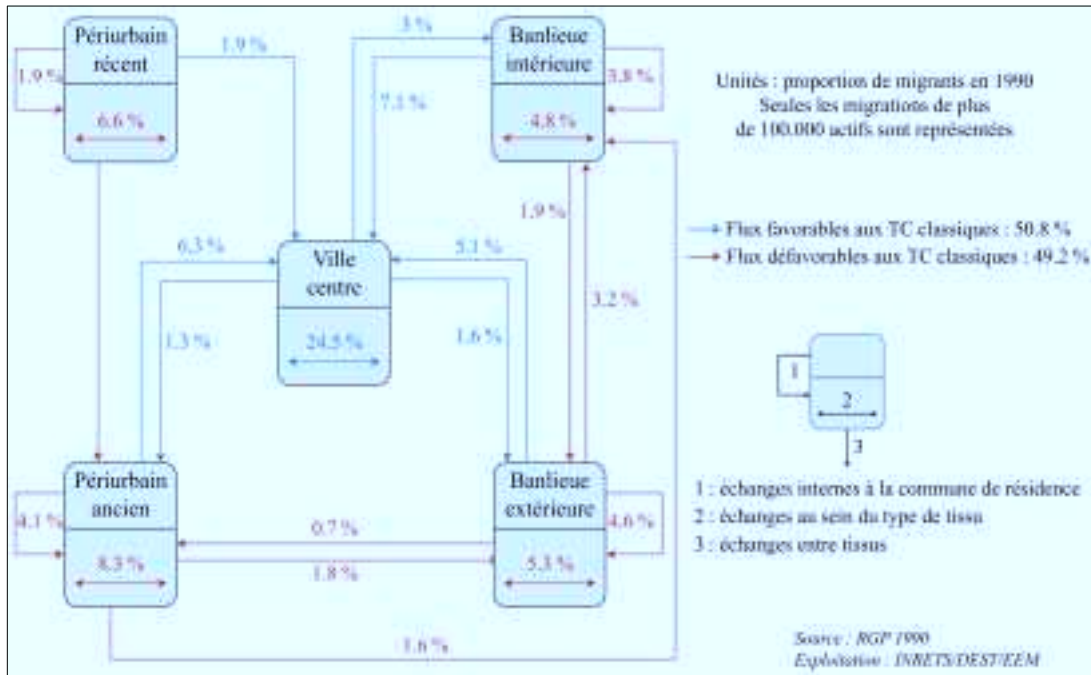 Périurbain
récent
1.9 %
6.6 %
1.9 %
3 %
7.1 %
Banlieue
intérieure
3.8 %
4.8 %
Unités : proportion de migrants en 1990
Seules les migrations de plus
de 100.000 actifs sont représentées
1.9 %
3.2 %
Flux favorables aux TC classiques : 50.8 %
Flux défavorables aux TC classiques : 49.2 %
6.3 %
5.1 %
Ville
centre
24.5 %
1.3 %
1.6 %
1
2
3
Périurbain
ancien
4.1 %
8.3 %
0.7 %
1.8 %
1.6 %
Banlieue
extérieure
4.6 %
5.3 %
1 : échanges internes à la commune de résidence
2 : échanges au sein du type de tissu
3 : échanges entre tissus
Source : RGP 1990
Exploitation : INRETS/DEST/EEM